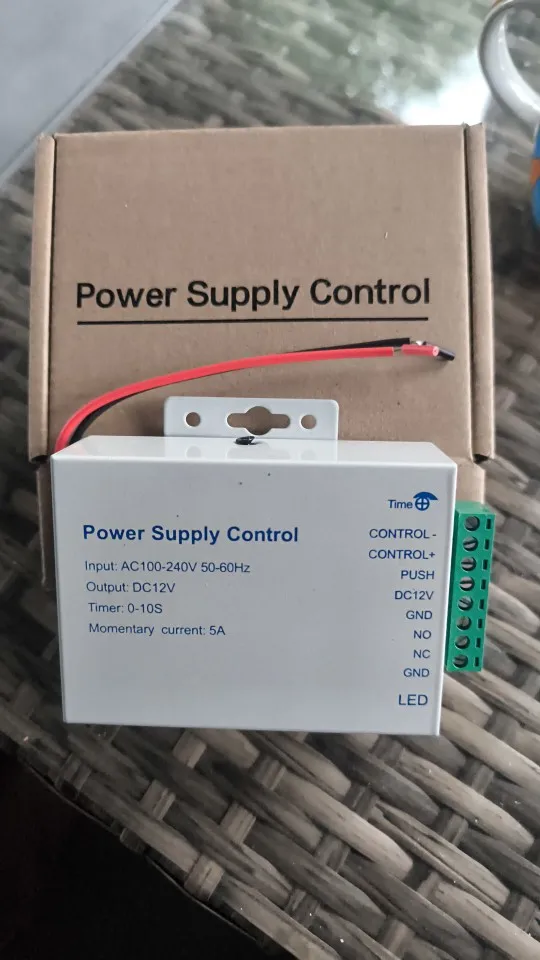 Power Supply Control
Time
Power Supply Control
Input: AC100-240V 50-60Hz
Output: DC12V
Timer: 0-10S
Momentary current: 5A
CONTROL -
CONTROL+
PUSH
DC12V
GND
NO
NC
GND
LED